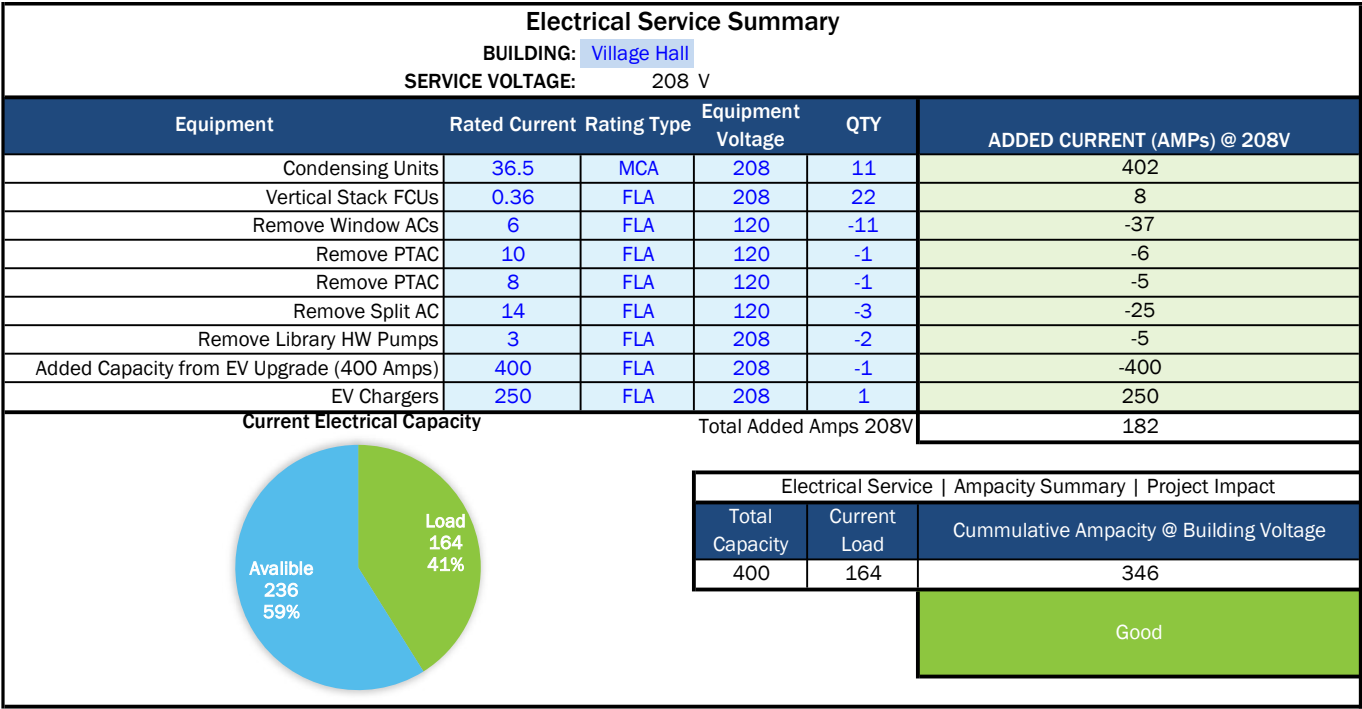 Electrical Service Summary
BUILDING: Village Hall
SERVICE VOLTAGE: 208 V
Equipment Rated Current Rating Type Equipment Voltage QTY ADDED CURRENT (AMPs) @ 208V
Condensing Units 36.5 MCA 208 11 402
Vertical Stack FCUs 0.36 FLA 208 22 8
Remove Window ACs 6 FLA 120 -11 -37
Remove PTAC 10 FLA 120 -1 -6
Remove PTAC 8 FLA 120 -1 -5
Remove Split AC 14 FLA 120 -3 -25
Remove Library HW Pumps 3 FLA 208 -2 -5
Added Capacity from EV Upgrade (400 Amps) 400 FLA 208 -1 -400
EV Chargers 250 FLA 208 1 250
Total Added Amps 208V 182
Current Electrical Capacity
Load
164
41%
Avalible
236
59%
Electrical Service | Ampacity Summary | Project Impact
Total Capacity Current Load Cummulative Ampacity @ Building Voltage
400 164 346
Good